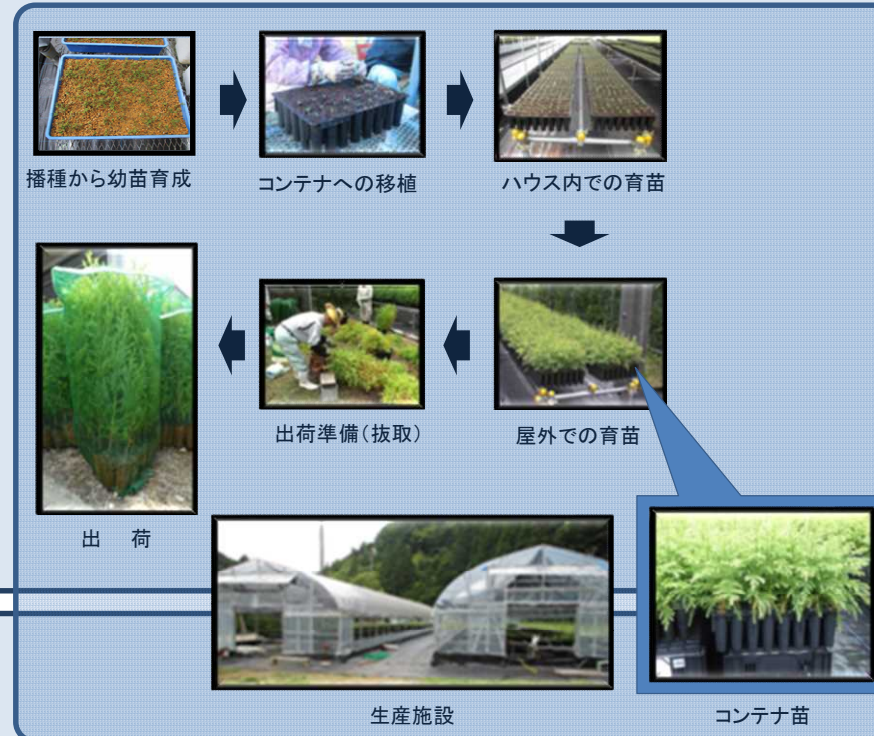 播種から幼苗育成
コンテナへの移植
ハウス内での育苗
屋外での育苗
出荷準備(抜取)
出　荷
生産施設
コンテナ苗